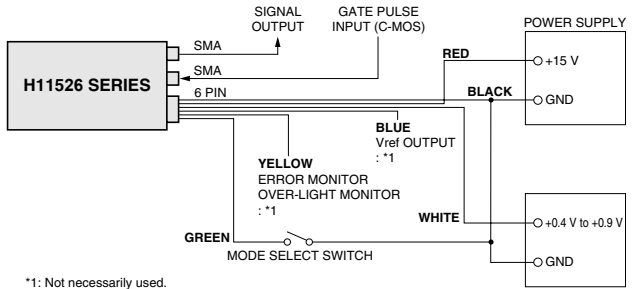 SIGNAL
OUTPUT
GATE PULSE
INPUT (C-MOS)
POWER SUPPLY
SMA
RED
+15 V
SMA
H11526 SERIES
6 PIN
BLACK
GND
BLUE
Vref OUTPUT
: *1
YELLOW
ERROR MONITOR
OVER-LIGHT MONITOR
: *1
WHITE
+0.4 V to +0.9 V
GREEN
MODE SELECT SWITCH
GND
*1: Not necessarily used.